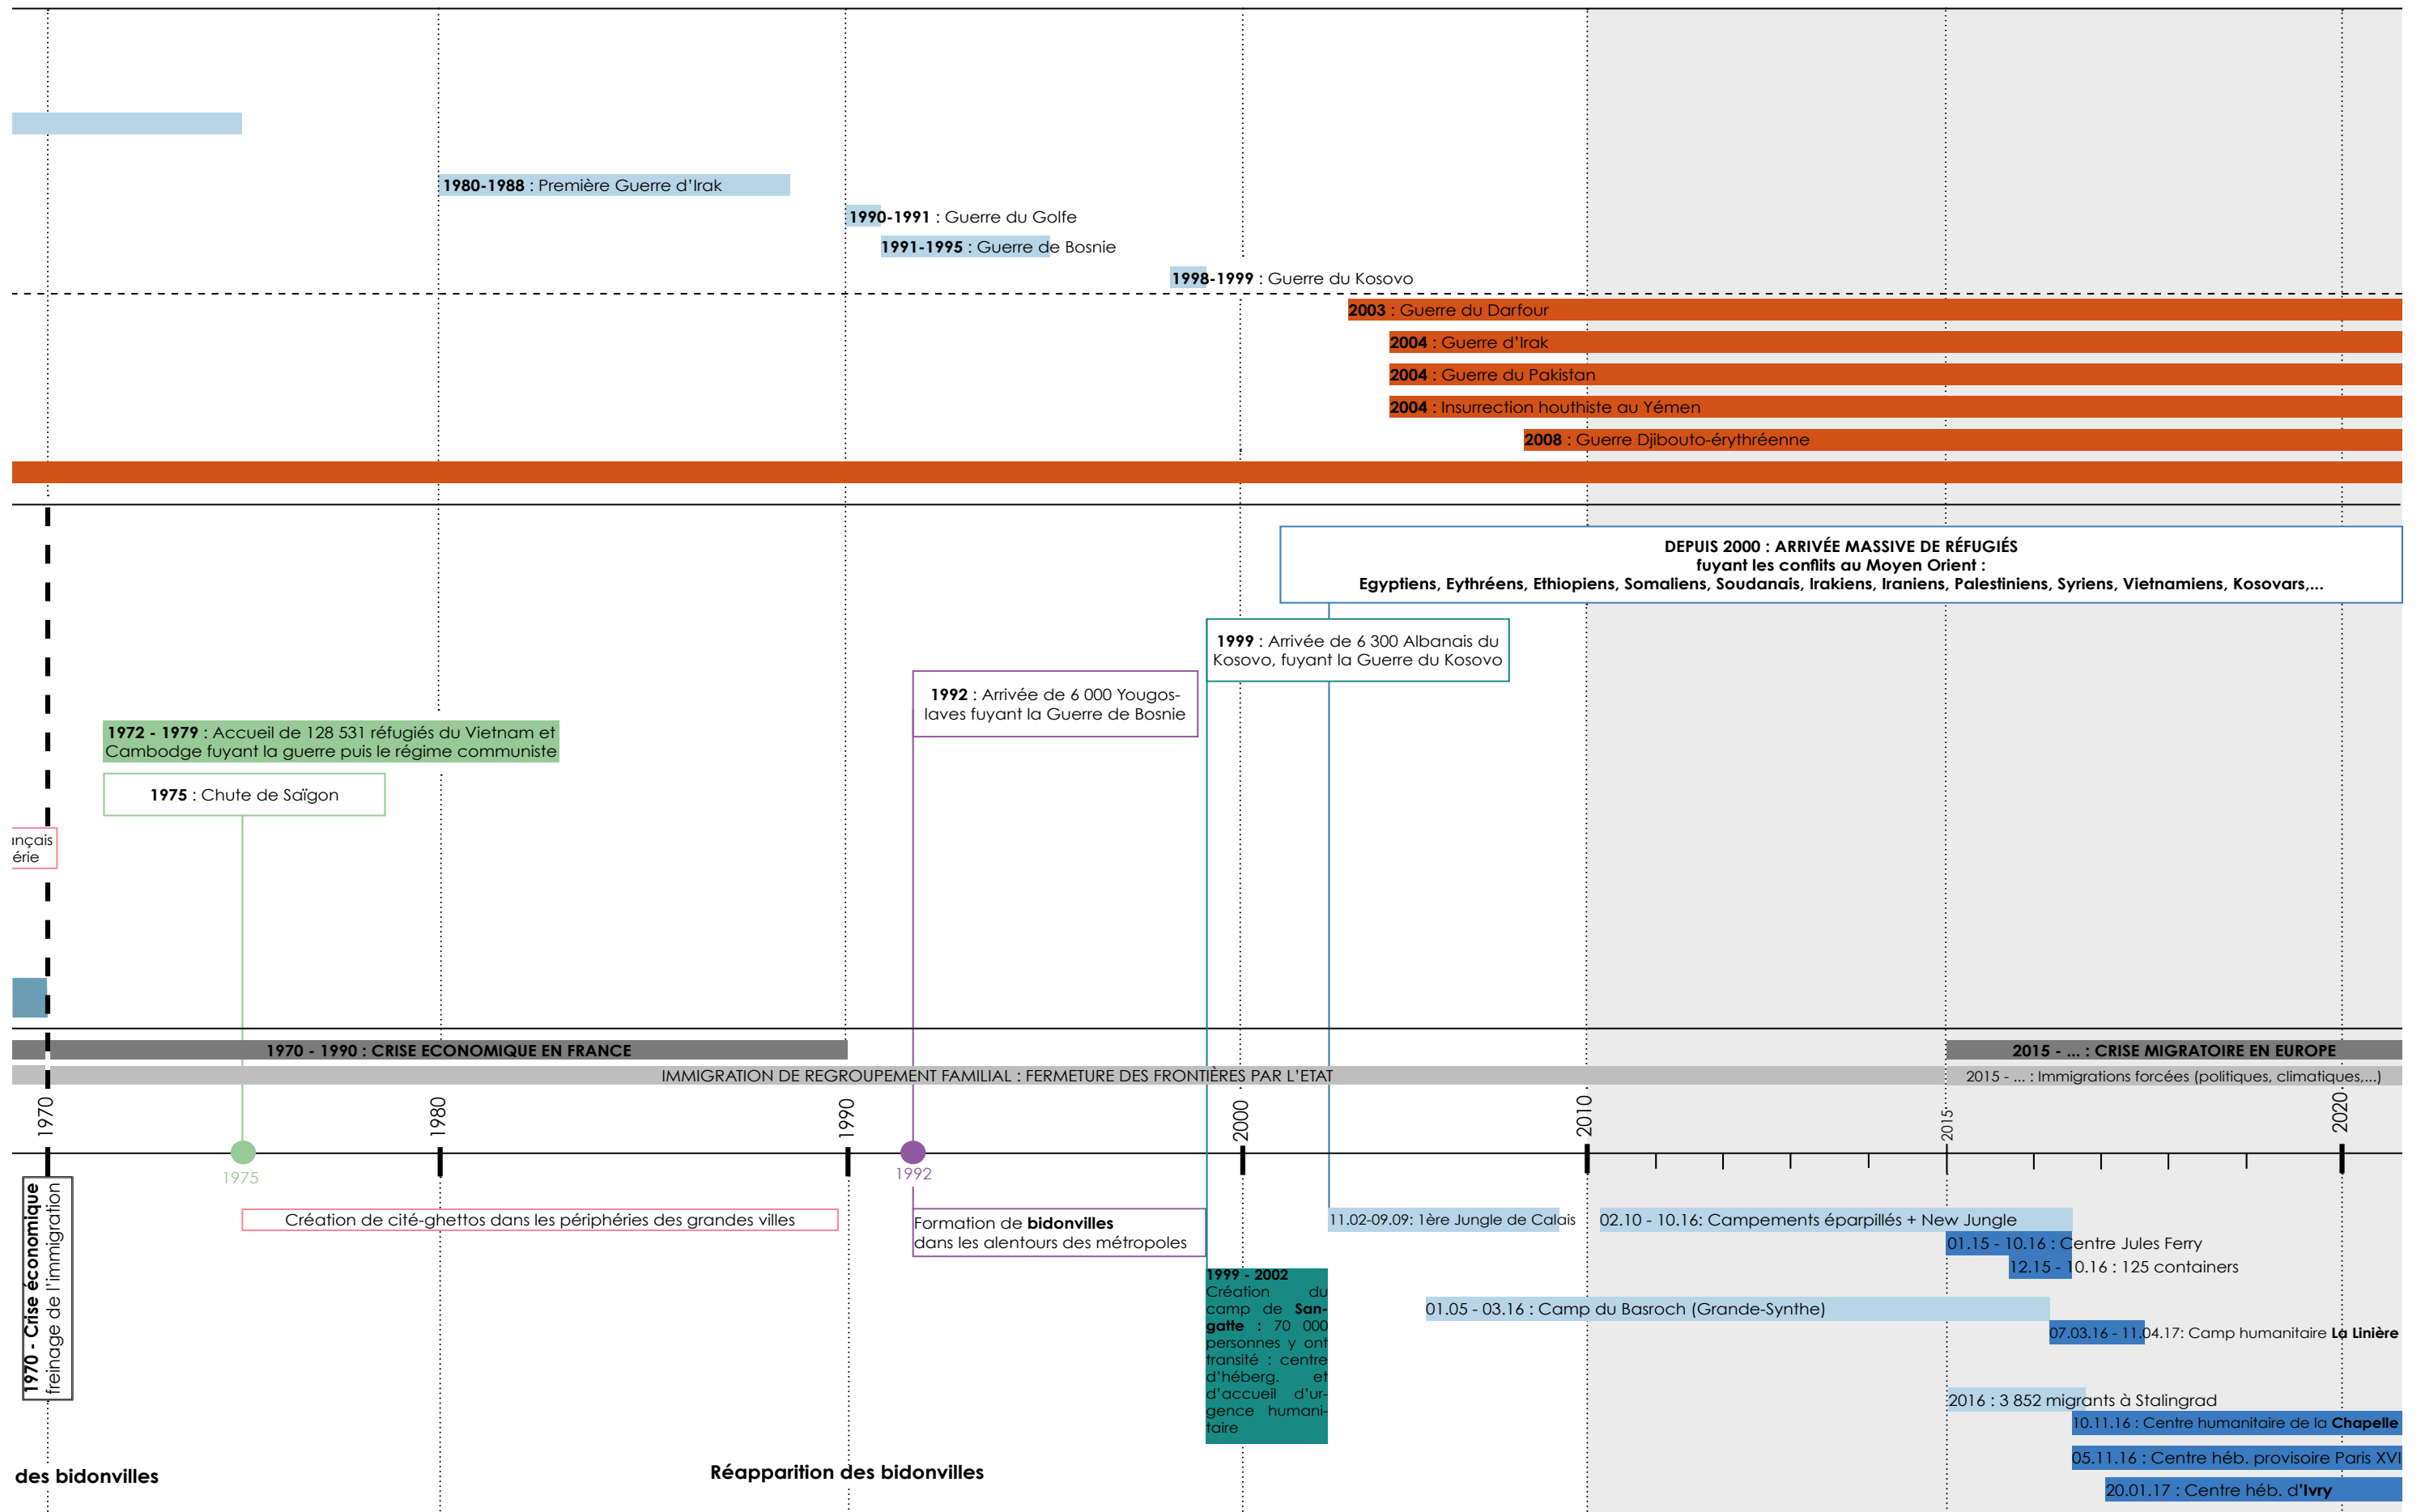 1980-1988 : Première Guerre d'Irak
1990-1991 : Guerre du Golfe
1991-1995 : Guerre de Bosnie
1998-1999 : Guerre du Kosovo
2003 : Guerre du Darfour
2004 : Guerre d'Irak
2004 : Guerre du Pakistan
2004 : Insurrection houthiste au Yémen
2008 : Guerre Djibouto-érythréenne
DEPUIS 2000 : ARRIVÉE MASSIVE DE RÉFUGIÉS
fuyant les conflits au Moyen Orient :
Egyptiens, Eythréens, Ethiopiens, Somaliens, Soudanais, Irakiens, Iraniens, Palestiniens, Syriens, Vietnamiens, Kosovars,...
1999 : Arrivée de 6 300 Albanais du
Kosovo, fuyant la Guerre du Kosovo
1992 : Arrivée de 6 000 Yougos-
laves fuyant la Guerre de Bosnie
1972 - 1979 : Accueil de 128 531 réfugiés du Vietnam et
Cambodge fuyant la guerre puis le régime communiste
1975 : Chute de Saïgon
ançais
érie
1970 - 1990 : CRISE ECONOMIQUE EN FRANCE
2015 - ... : CRISE MIGRATOIRE EN EUROPE
IMMIGRATION DE REGROUPEMENT FAMILIAL : FERMETURE DES FRONTIÈRES PAR L'ETAT
2015 - ... : Immigrations forcées (politiques, climatiques,...)
1970
1980
1990
2000
2010
2015
2020
1975
1992
1970 - Crise économique
freinage de l'immigration
Création de cité-ghettos dans les périphéries des grandes villes
Formation de bidonvilles
dans les alentours des métropoles
11.02-09.09: 1ère Jungle de Calais
02.10 - 10.16: Campements éparpillés + New Jungle
01.15 - 10.16 : Centre Jules Ferry
12.15 - 10.16 : 125 containers
1999 - 2002
Création du
camp de San-
gatte : 70 000
personnes y ont
transité : centre
d'héberg. et
d'accueil d'ur-
gence humani-
taire
01.05 - 03.16 : Camp du Basroch (Grande-Synthe)
07.03.16 - 11.04.17: Camp humanitaire La Linière
2016 : 3 852 migrants à Stalingrad
10.11.16 : Centre humanitaire de la Chapelle
05.11.16 : Centre héb. provisoire Paris XVI
20.01.17 : Centre héb. d'Ivry
des bidonvilles
Réapparition des bidonvilles